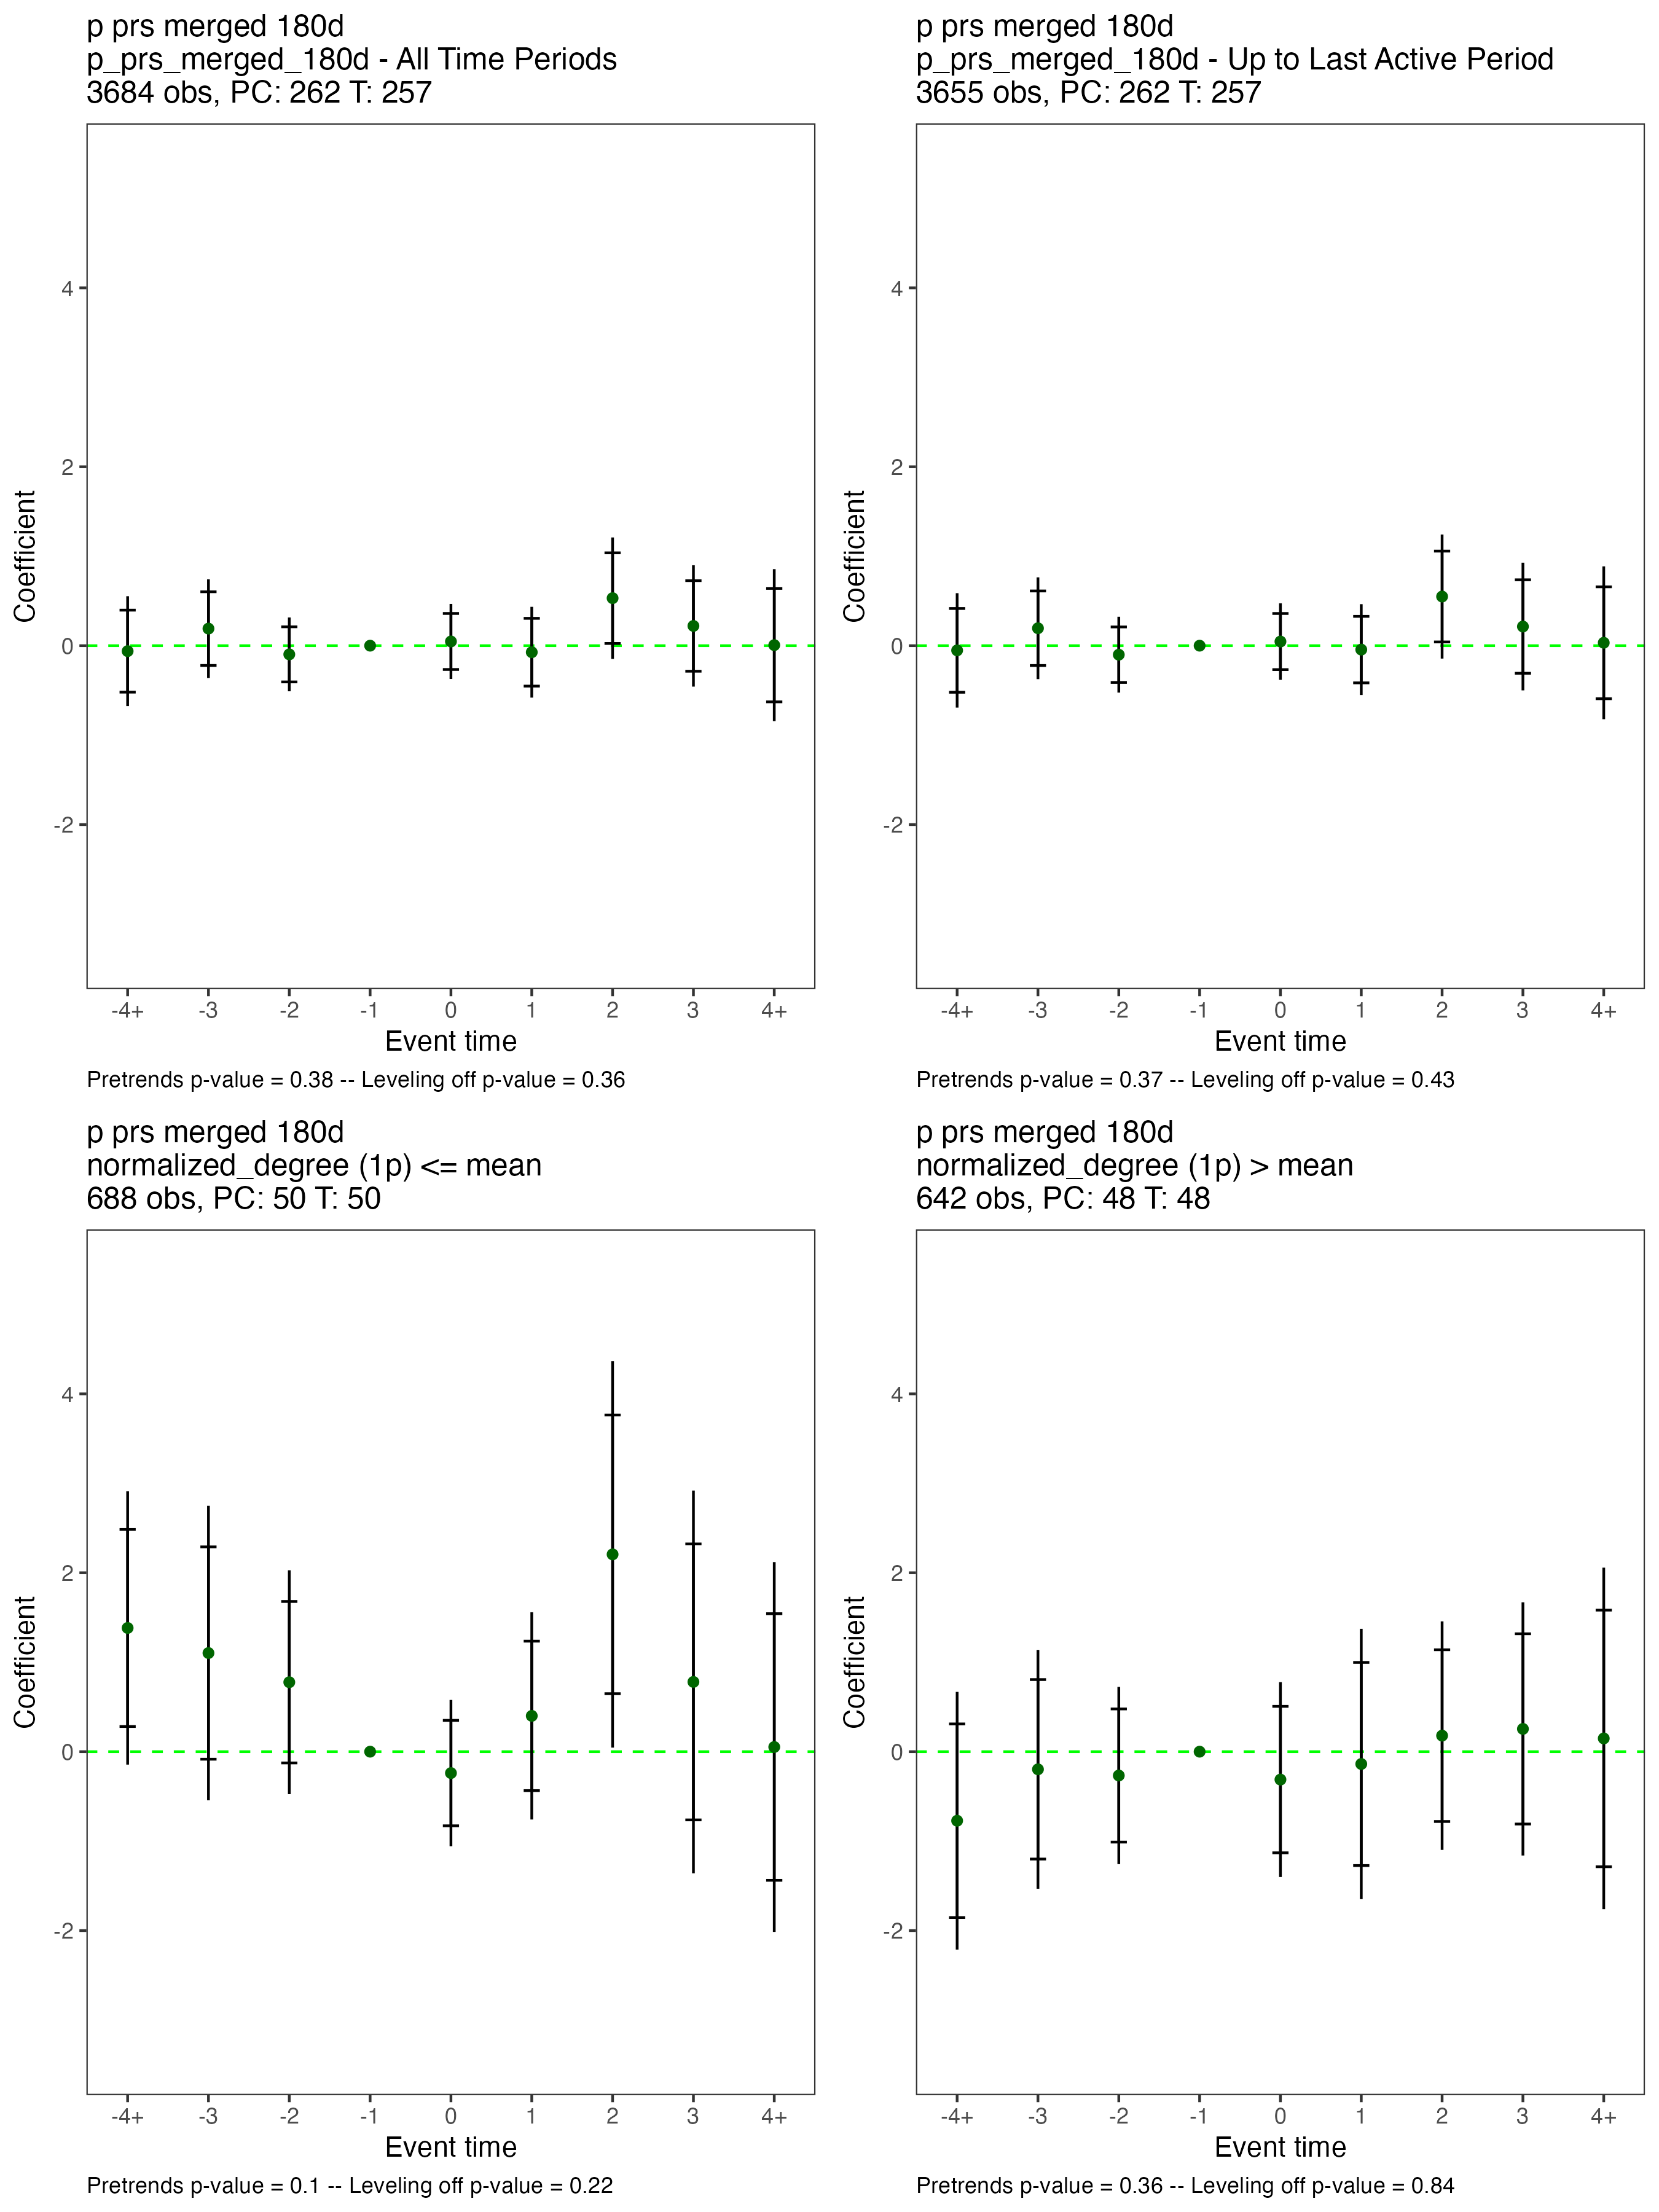 p prs merged 180d
p_prs_merged_180d - All Time Periods
3684 obs, PC: 262 T: 257
Coefficient
4
2
0
-2
-4+ -3 -2 -1 0 1 2 3 4+
Event time
Pretrends p-value = 0.38 -- Leveling off p-value = 0.36
p prs merged 180d
p_prs_merged_180d - Up to Last Active Period
3655 obs, PC: 262 T: 257
Coefficient
4
2
0
-2
-4+ -3 -2 -1 0 1 2 3 4+
Event time
Pretrends p-value = 0.37 -- Leveling off p-value = 0.43
p prs merged 180d
normalized_degree (1p) <= mean
688 obs, PC: 50 T: 50
Coefficient
4
2
0
-2
-4+ -3 -2 -1 0 1 2 3 4+
Event time
Pretrends p-value = 0.1 -- Leveling off p-value = 0.22
p prs merged 180d
normalized_degree (1p) > mean
642 obs, PC: 48 T: 48
Coefficient
4
2
0
-2
-4+ -3 -2 -1 0 1 2 3 4+
Event time
Pretrends p-value = 0.36 -- Leveling off p-value = 0.84